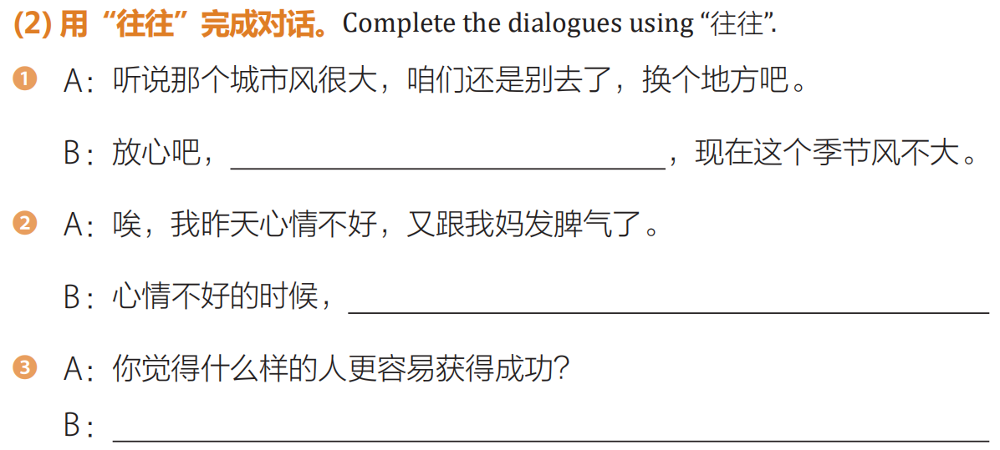 (2) 用“往往”完成对话。Complete the dialogues using “往往”.
1 A：听说那个城市风很大，咱们还是别去了，换个地方吧。
B：放心吧，____________________，现在这个季节风不大。
2 A：唉，我昨天心情不好，又跟我妈发脾气了。
B：心情不好的时候，____________________
3 A：你觉得什么样的人更容易获得成功？
B：____________________